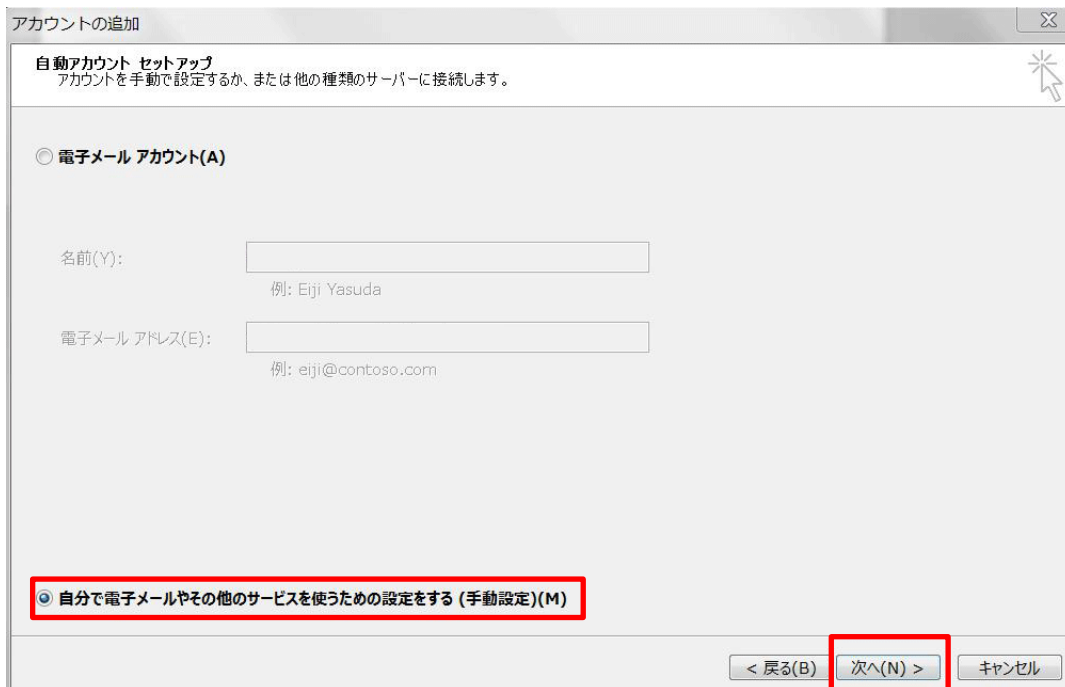 アカウントの追加
自動アカウント セットアップ
アカウントを手動で設定するか、または他の種類のサーバーに接続します。
電子メール アカウント(A)
名前(Y):
例: Eiji Yasuda
電子メール アドレス(E):
例: eiji@contoso.com
自分で電子メールやその他のサービスを使うための設定をする (手動設定)(M)
< 戻る(B) 次へ(N) > キャンセル